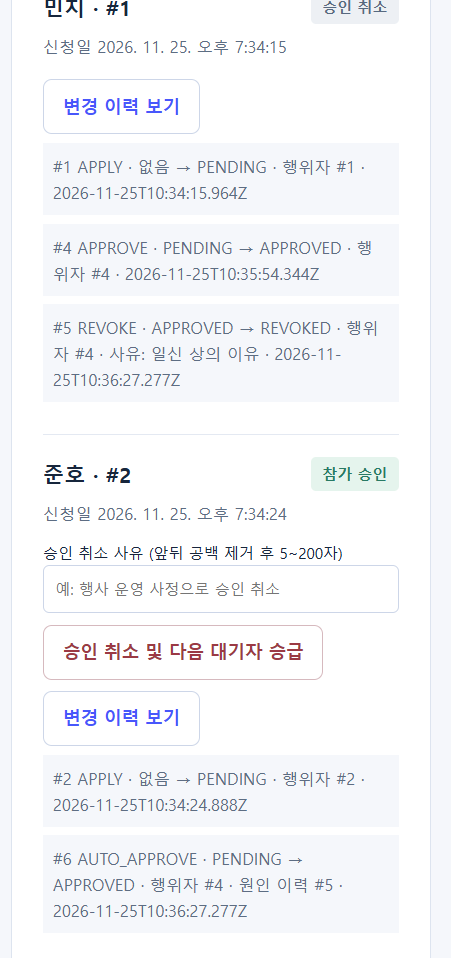 민지 · #1
승인 취소
신청일 2026. 11. 25. 오후 7:34:15
변경 이력 보기
#1 APPLY · 없음 → PENDING · 행위자 #1 ·
2026-11-25T10:34:15.964Z
#4 APPROVE · PENDING → APPROVED · 행
위자 #4 · 2026-11-25T10:35:54.344Z
#5 REVOKE · APPROVED → REVOKED · 행위
자 #4 · 사유: 일신 상의 이유 · 2026-11-
25T10:36:27.277Z
준호 · #2
참가 승인
신청일 2026. 11. 25. 오후 7:34:24
승인 취소 사유 (앞뒤 공백 제거 후 5~200자)
예: 행사 운영 사정으로 승인 취소
승인 취소 및 다음 대기자 승급
변경 이력 보기
#2 APPLY · 없음 → PENDING · 행위자 #2 ·
2026-11-25T10:34:24.888Z
#6 AUTO_APPROVE · PENDING →
APPROVED · 행위자 #4 · 원인 이력 #5 ·
2026-11-25T10:36:27.277Z